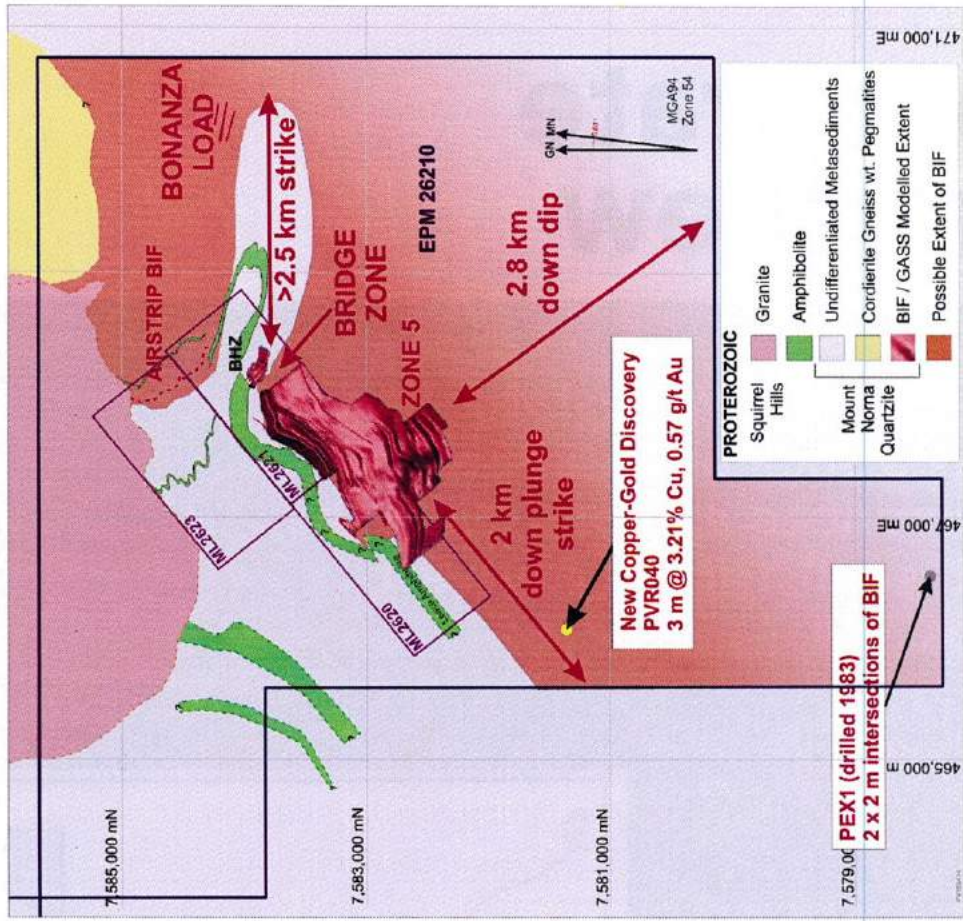 BONANZA
LOAD
AIRSTRIP BIF
>2.5 km strike
BHZ
BRIDGE
ZONE
EPM 26210
ML2623
ML2621
ML2620
ZONE 5
2.8 km
down dip
2 km
down plunge
strike
New Copper-Gold Discovery
PVR040
3 m @ 3.21% Cu, 0.57 g/t Au
PEX1 (drilled 1983)
2 x 2 m intersections of BIF
7,585,000 mN
7,583,000 mN
7,581,000 mN
7,579,00
465,000 m
467,000 m
E
471,000 m
E
GN MN
MGA94
Zone 54
PROTEROZOIC
Squirrel
Hills
Granite
Amphibolite
Mount
Norna
Quartzite
Undifferentiated Metasediments
Cordierite Gneiss wt. Pegmatites
BIF / GASS Modelled Extent
Possible Extent of BIF